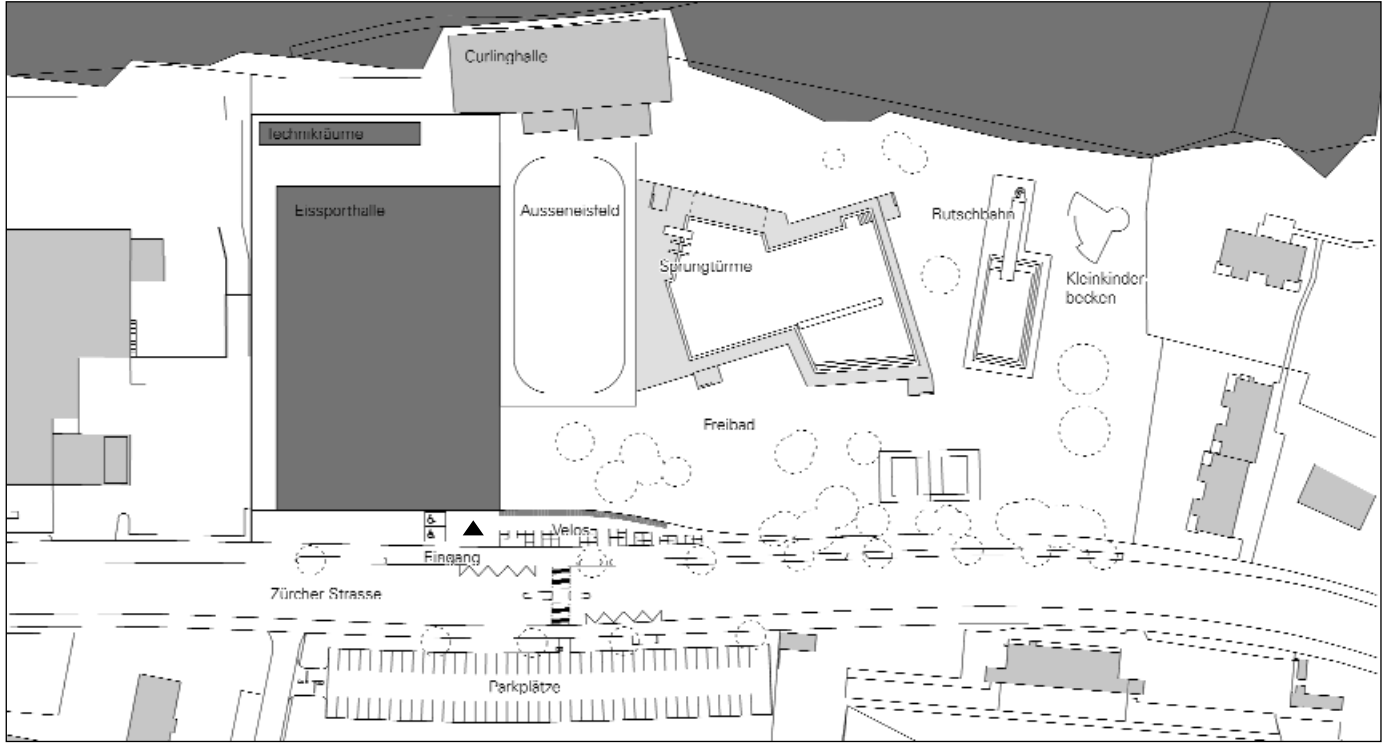 Curlinghalle
Technikräume
Eissporthalle
Ausseneisfeld
Rutschbahn
Sprungtürme
Kleinkinder
becken
Freibad
Velos
Eingang
Zürcher Strasse
Parkplätze